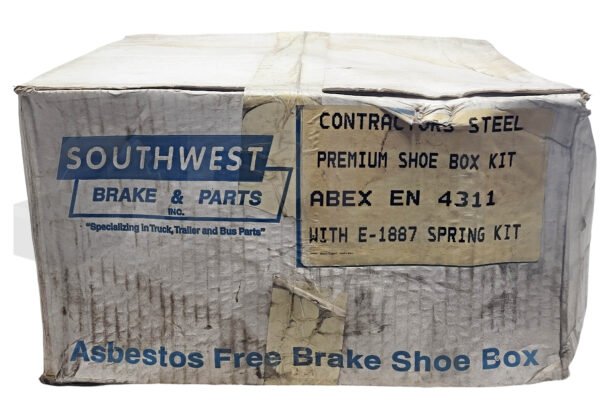 SOUTHWEST
BRAKE & PARTS
INC.
"Specializing in Truck, Trailer and Bus Parts"
CONTRACTORS STEEL
PREMIUM SHOE BOX KIT
ABEX EN 4311
WITH E-1887 SPRING KIT
Asbestos Free Brake Shoe Box